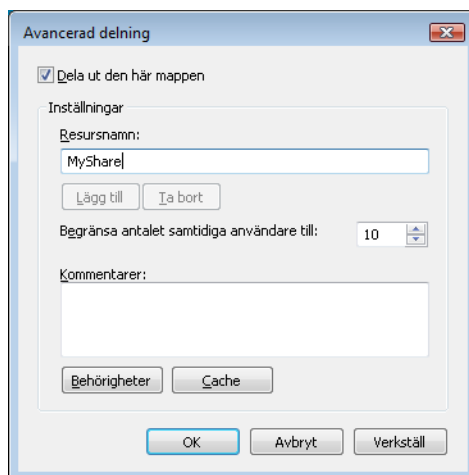 Avancerad delning
Dela ut den här mappen
Inställningar
Resursnamn:
MyShare
Lägg till Ta bort
Begränsa antalet samtidiga användare till: 10
Kommentarer:
Behörigheter Cache
OK Avbryt Verkställ